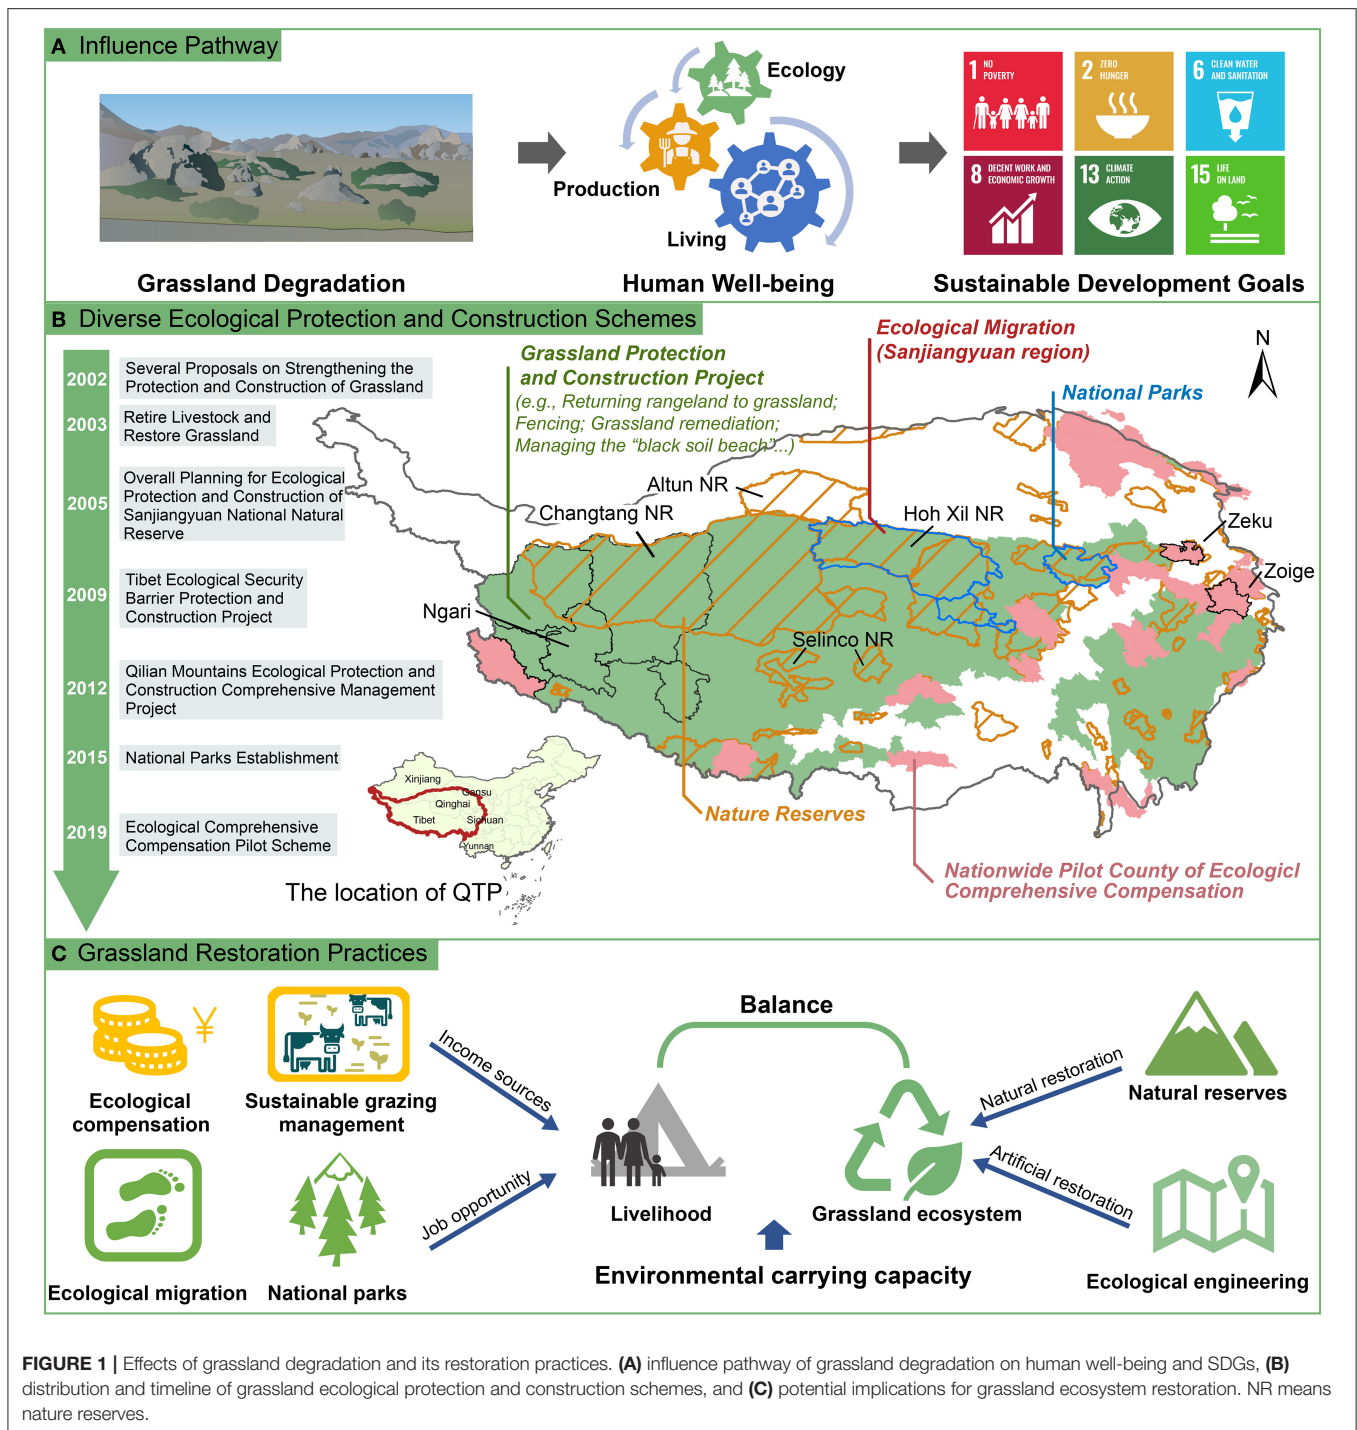 A Influence Pathway
Ecology
Production
Living
1 NO
POVERTY
2 ZERO
HUNGER
6 CLEAN WATER
AND SANITATION
8 DECENT WORK AND
ECONOMIC GROWTH
13 CLIMATE
ACTION
15 LIFE
ON LAND
Grassland Degradation
Human Well-being
Sustainable Development Goals
B Diverse Ecological Protection and Construction Schemes
2002
Several Proposals on Strengthening the
Protection and Construction of Grassland
2003
Retire Livestock and
Restore Grassland
2005
Overall Planning for Ecological
Protection and Construction of
Sanjiangyuan National Natural
Reserve
2009
Tibet Ecological Security
Barrier Protection and
Construction Project
2012
Qilian Mountains Ecological Protection and
Construction Comprehensive Management
Project
2015
National Parks Establishment
2019
Ecological Comprehensive
Compensation Pilot Scheme
Grassland Protection
and Construction Project
(e.g., Returning rangeland to grassland;
Fencing; Grassland remediation;
Managing the “black soil beach”...)
Ecological Migration
(Sanjiangyuan region)
National Parks
N
Altun NR
Changtang NR
Hoh Xil NR
Zeku
Zoige
Ngari
Selinco NR
Nature Reserves
Nationwide Pilot County of Ecologicl
Comprehensive Compensation
Xinjiang
Gansu
Qinghai
Tibet
Sichuan
Yunnan
The location of QTP
C Grassland Restoration Practices
¥
Ecological
compensation
Sustainable grazing
management
Ecological migration
National parks
Income sources
Job opportunity
Balance
Livelihood
Grassland ecosystem
Environmental carrying capacity
Natural restoration
Artificial restoration
Natural reserves
Ecological engineering
FIGURE 1 | Effects of grassland degradation and its restoration practices. (A) influence pathway of grassland degradation on human well-being and SDGs, (B)
distribution and timeline of grassland ecological protection and construction schemes, and (C) potential implications for grassland ecosystem restoration. NR means
nature reserves.